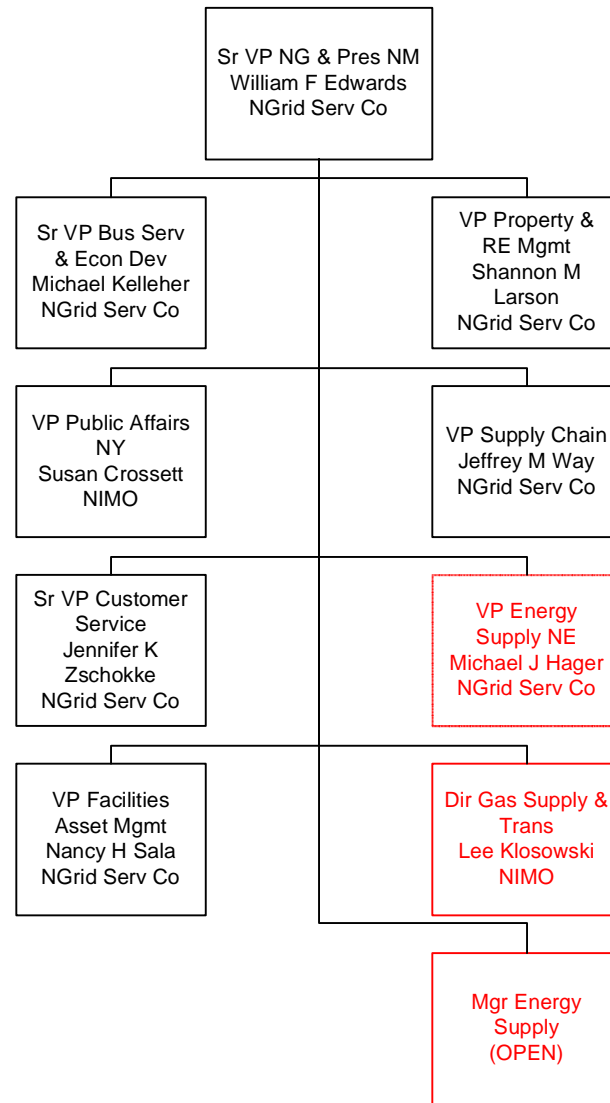 Sr VP NG & Pres NM
William F Edwards
NGrid Serv Co
Sr VP Bus Serv
& Econ Dev
Michael Kelleher
NGrid Serv Co
VP Property &
RE Mgmt
Shannon M
Larson
NGrid Serv Co
VP Public Affairs
NY
Susan Crossett
NIMO
VP Supply Chain
Jeffrey M Way
NGrid Serv Co
Sr VP Customer
Service
Jennifer K
Zschokke
NGrid Serv Co
VP Energy
Supply NE
Michael J Hager
NGrid Serv Co
VP Facilities
Asset Mgmt
Nancy H Sala
NGrid Serv Co
Dir Gas Supply &
Trans
Lee Klosowski
NIMO
Mgr Energy
Supply
(OPEN)